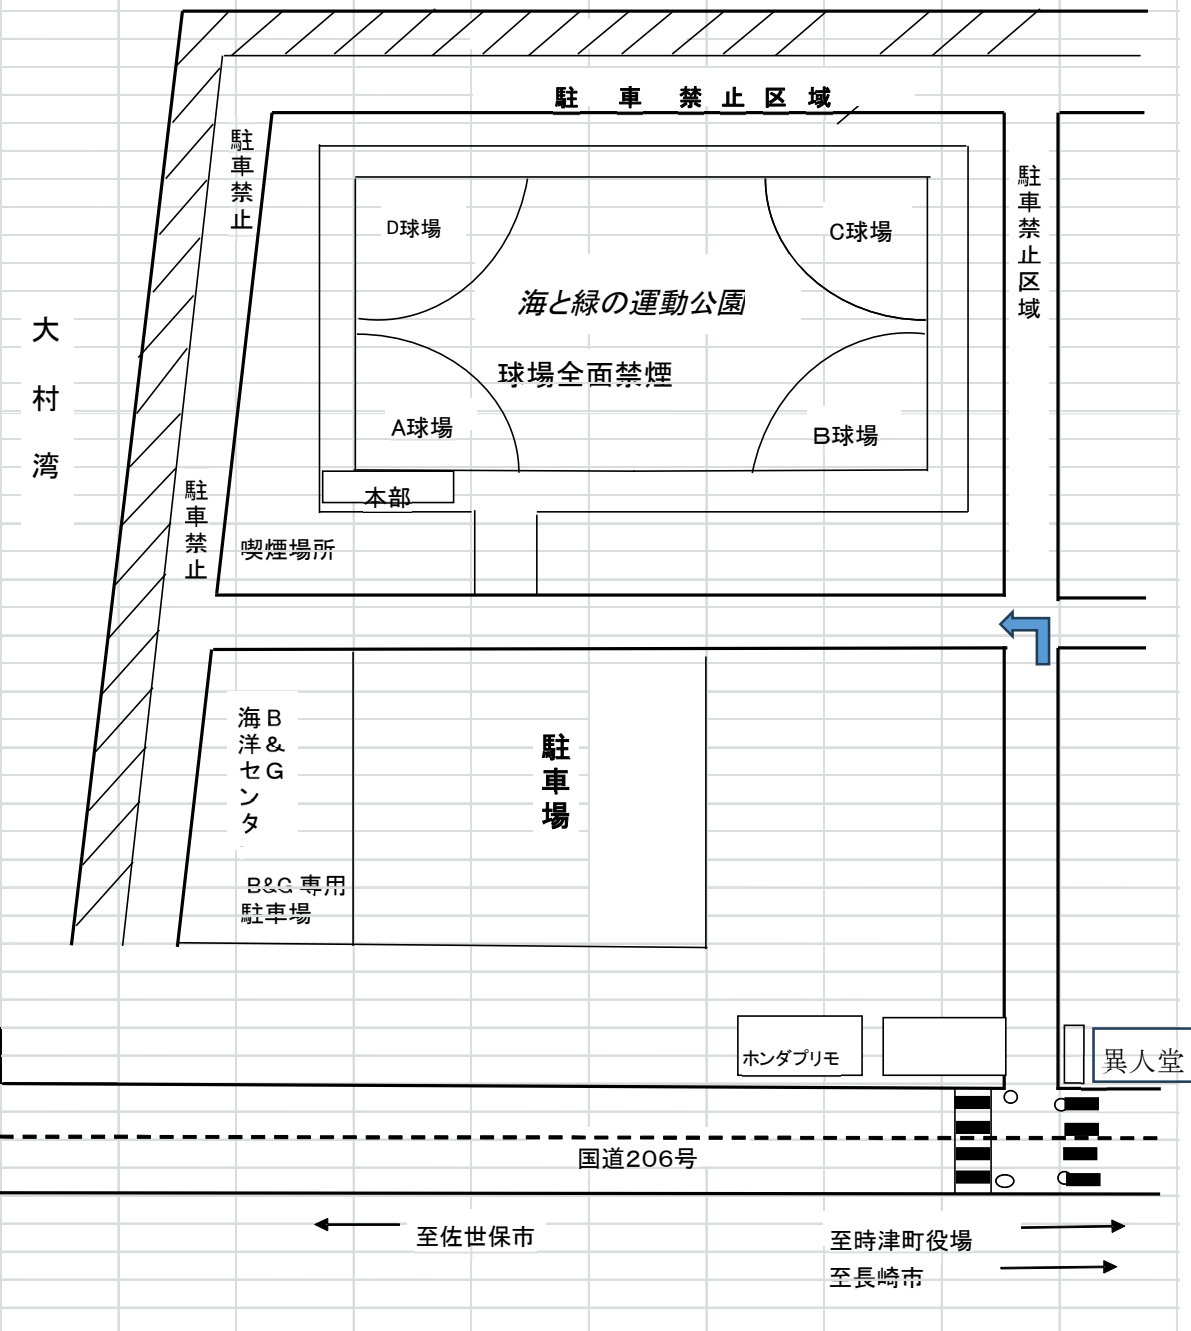 駐車禁止区域
駐車禁止
駐車禁止区域
D球場
C球場
海と緑の運動公園
球場全面禁煙
A球場
B球場
大村湾
本部
駐車禁止
喫煙場所
B&G
海洋センタ
駐車場
B&G 専用
駐車場
ホンダプリモ
異人堂
国道206号
至佐世保市
至時津町役場
至長崎市